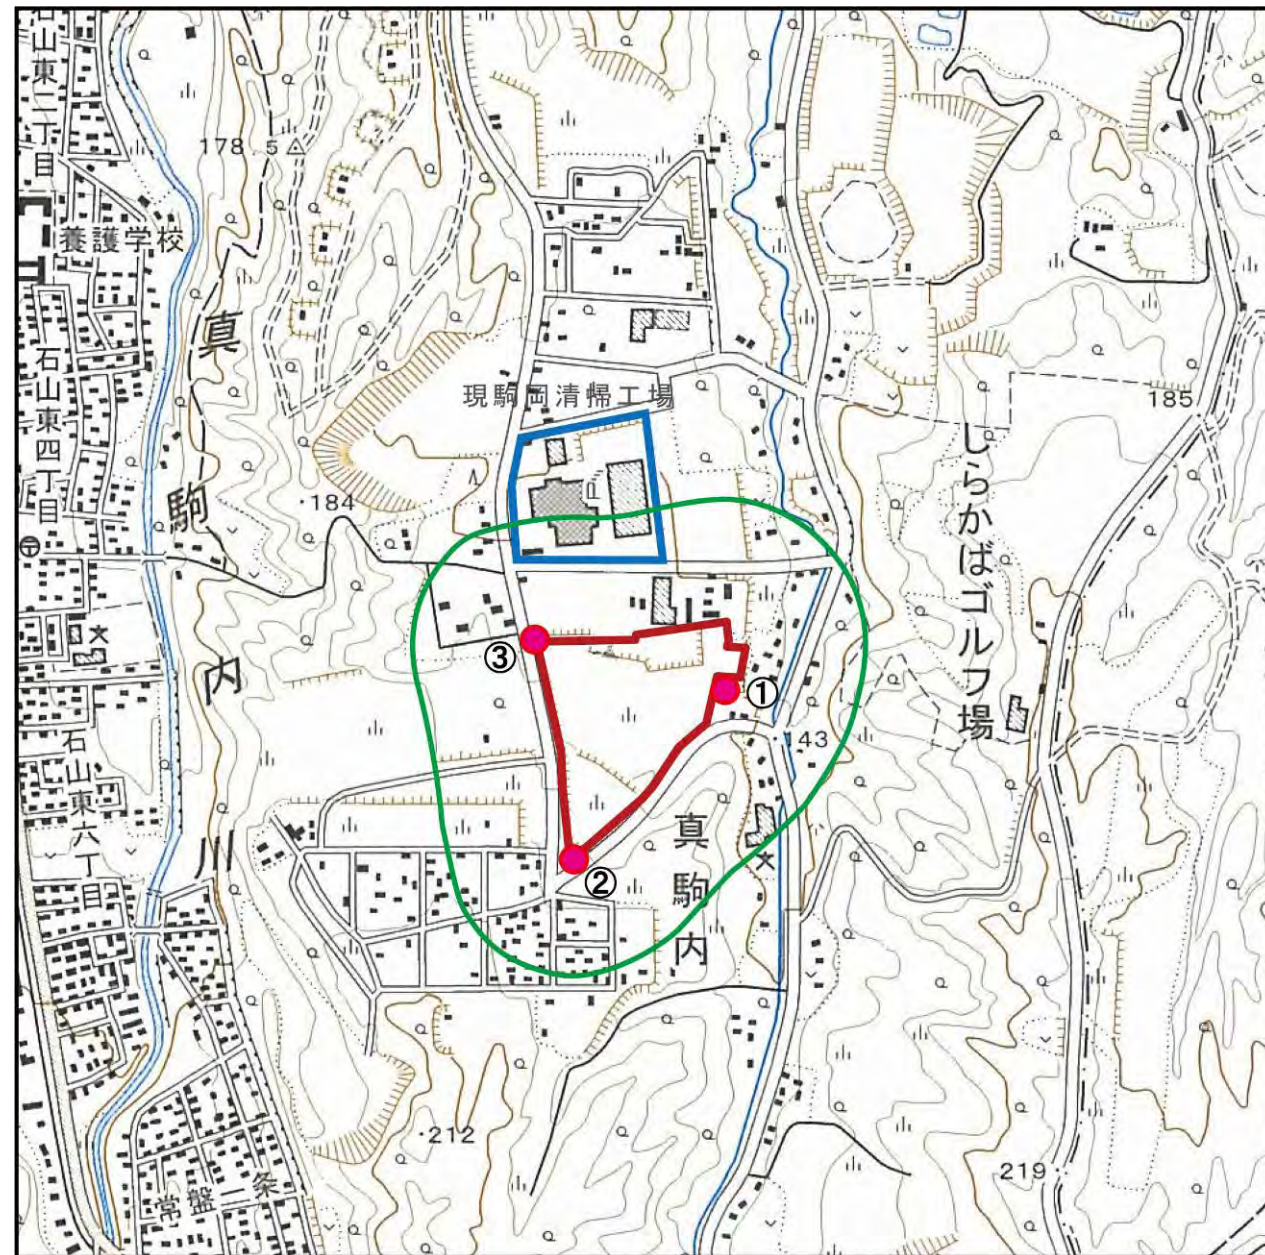 石山東二丁目
178.5
養護学校
石山東四丁目
真駒内川
現駒岡清帰工場
185
・184
しらかばゴルフ場
③
①
143
石山東六丁目
②
真駒内
・212
219
常盤一条